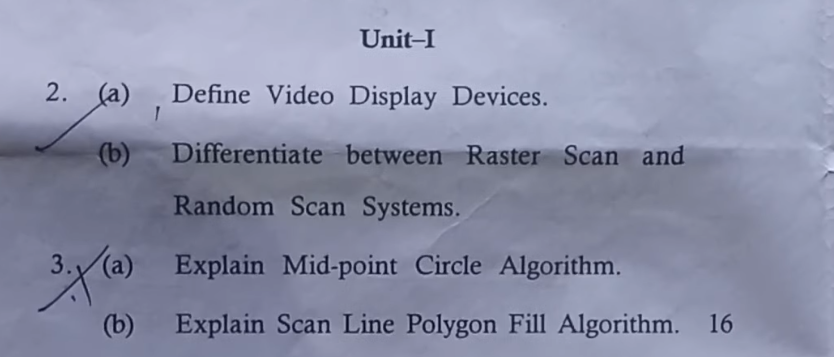 Unit–I
2. (a) Define Video Display Devices.
(b) Differentiate between Raster Scan and
Random Scan Systems.
3. (a) Explain Mid-point Circle Algorithm.
(b) Explain Scan Line Polygon Fill Algorithm. 16